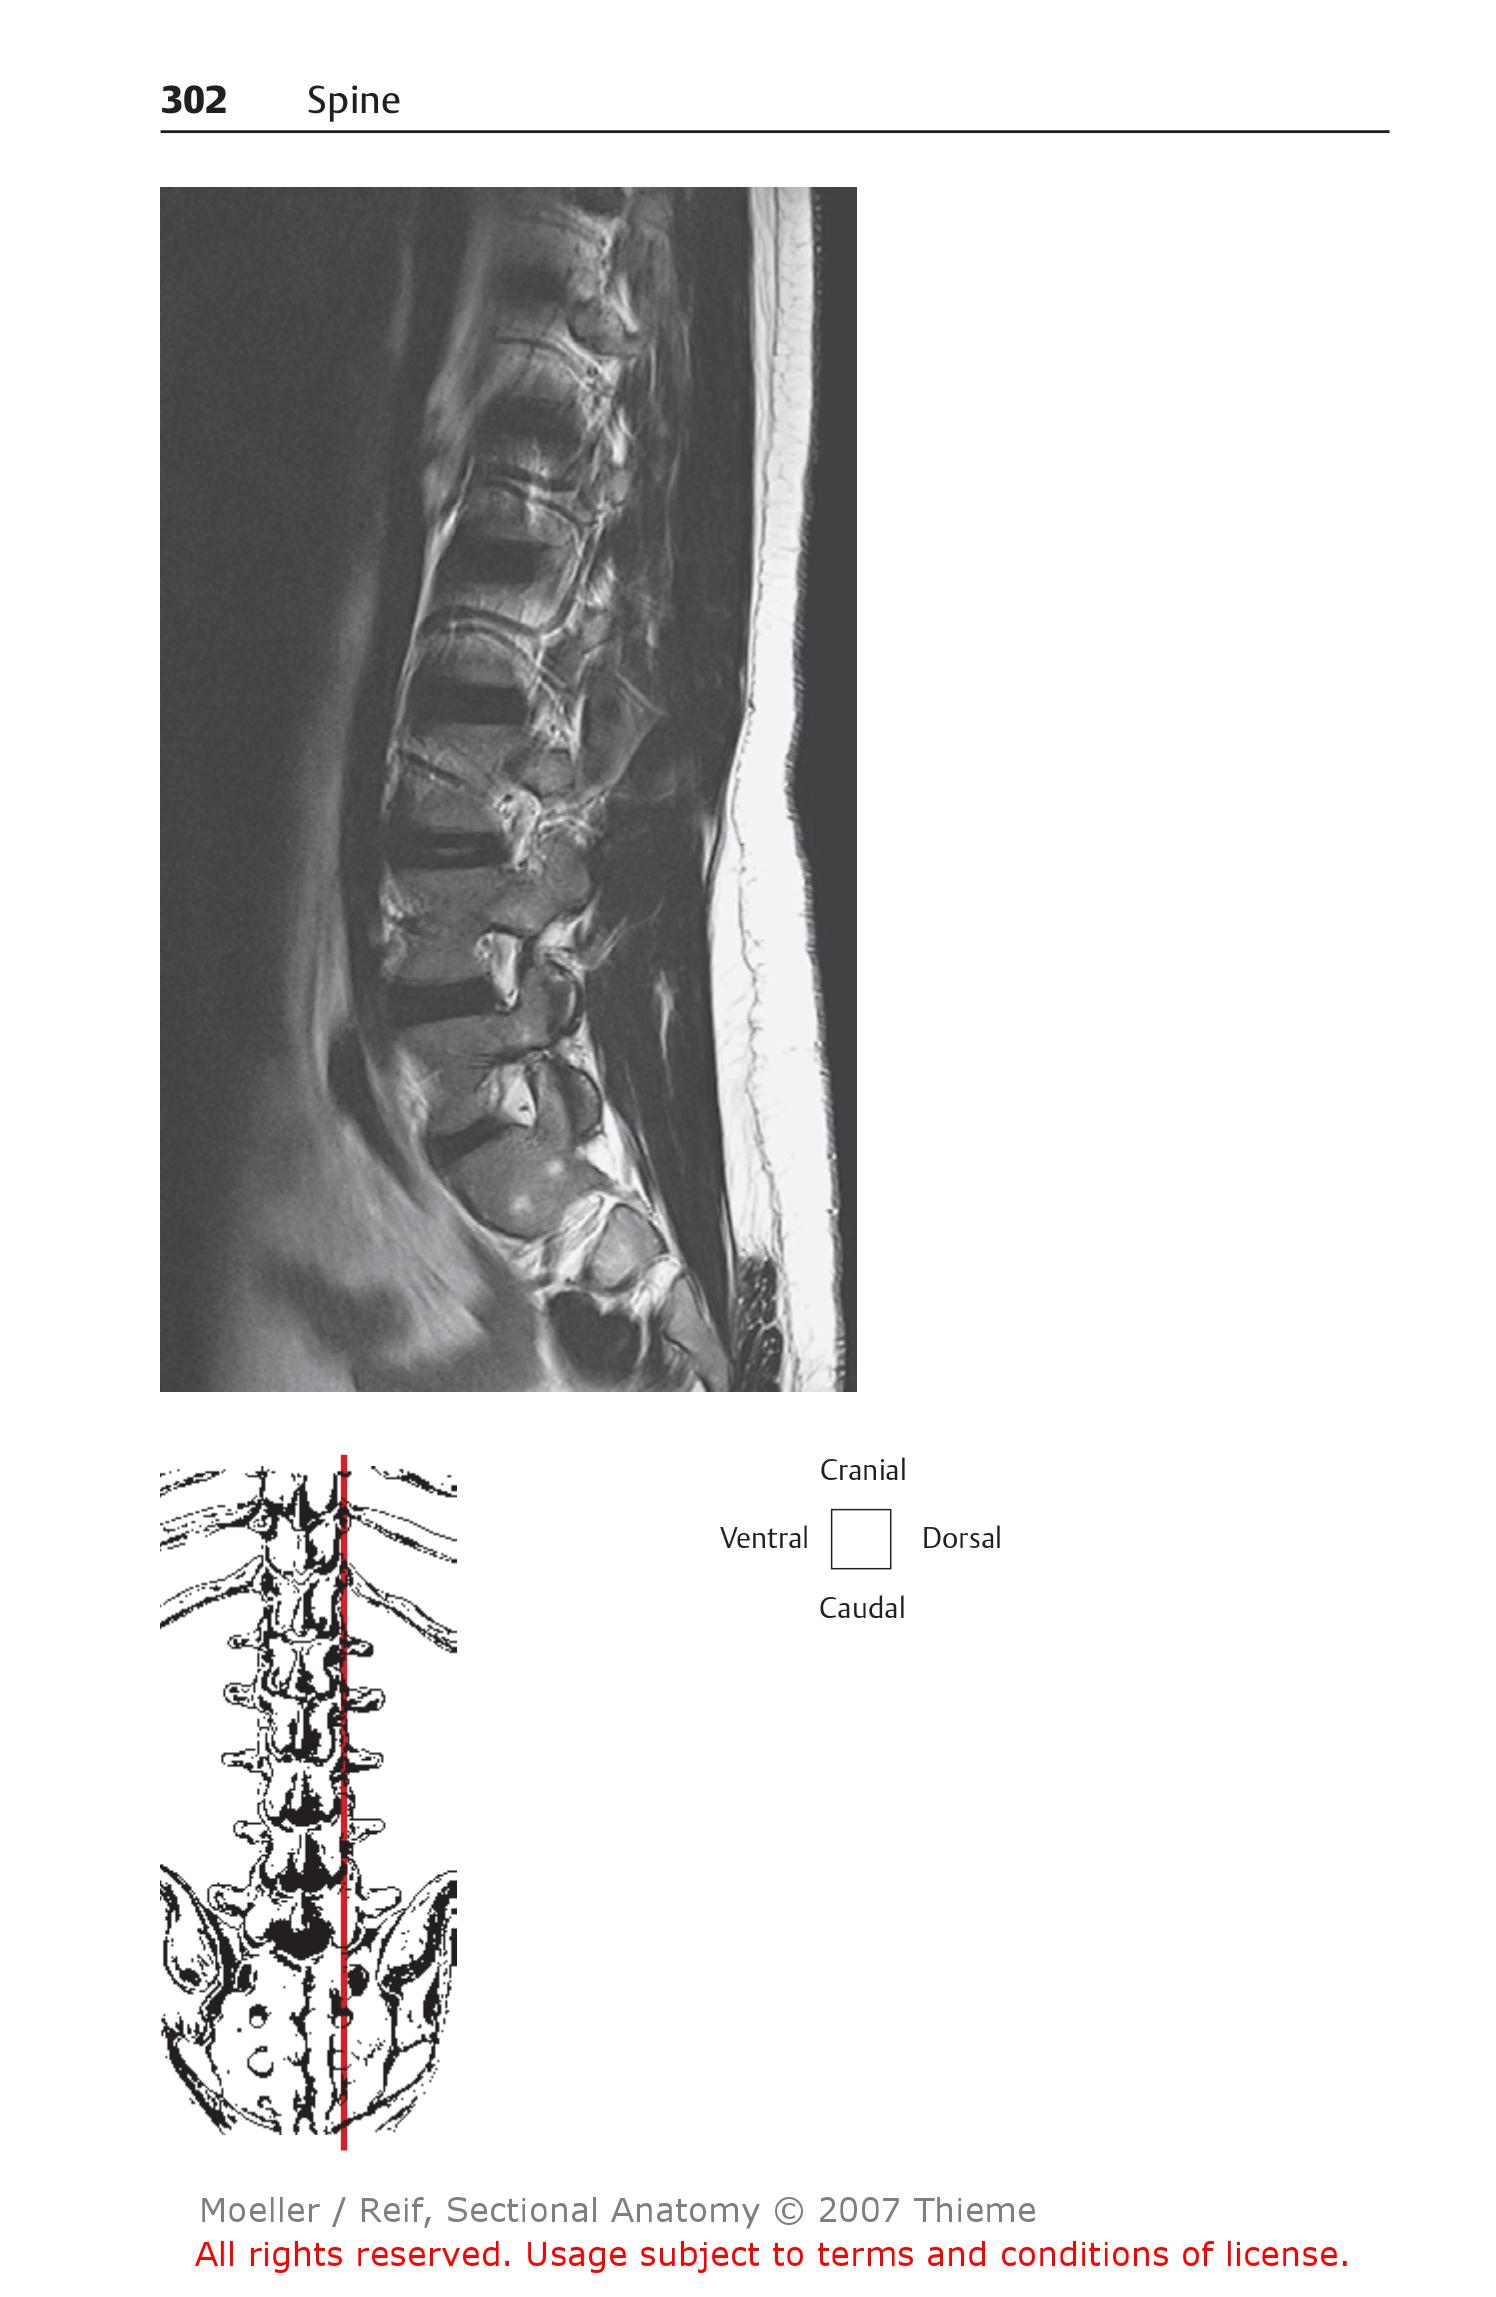 302 Spine
Cranial
Ventral Dorsal
Caudal
Moeller / Reif, Sectional Anatomy © 2007 Thieme
All rights reserved. Usage subject to terms and conditions of license.